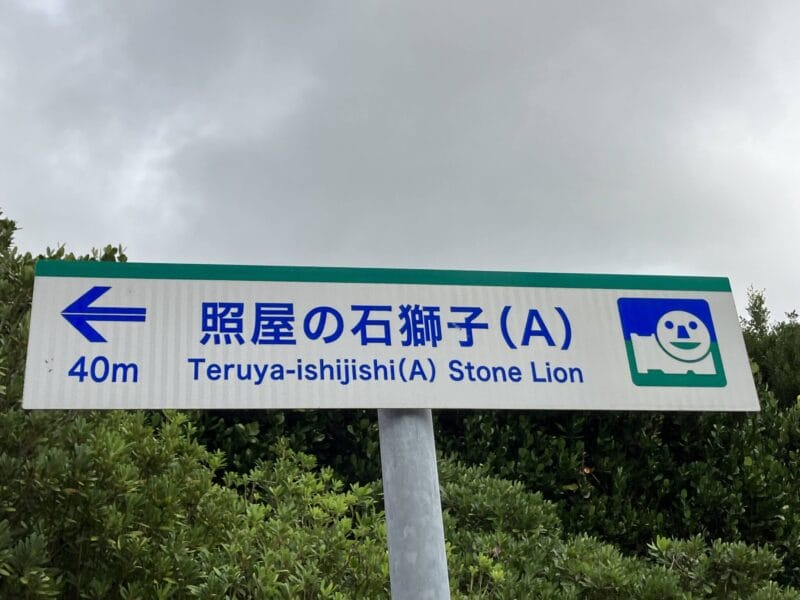 照屋の石獅子(A)
40m
Teruya-ishijishi(A) Stone Lion